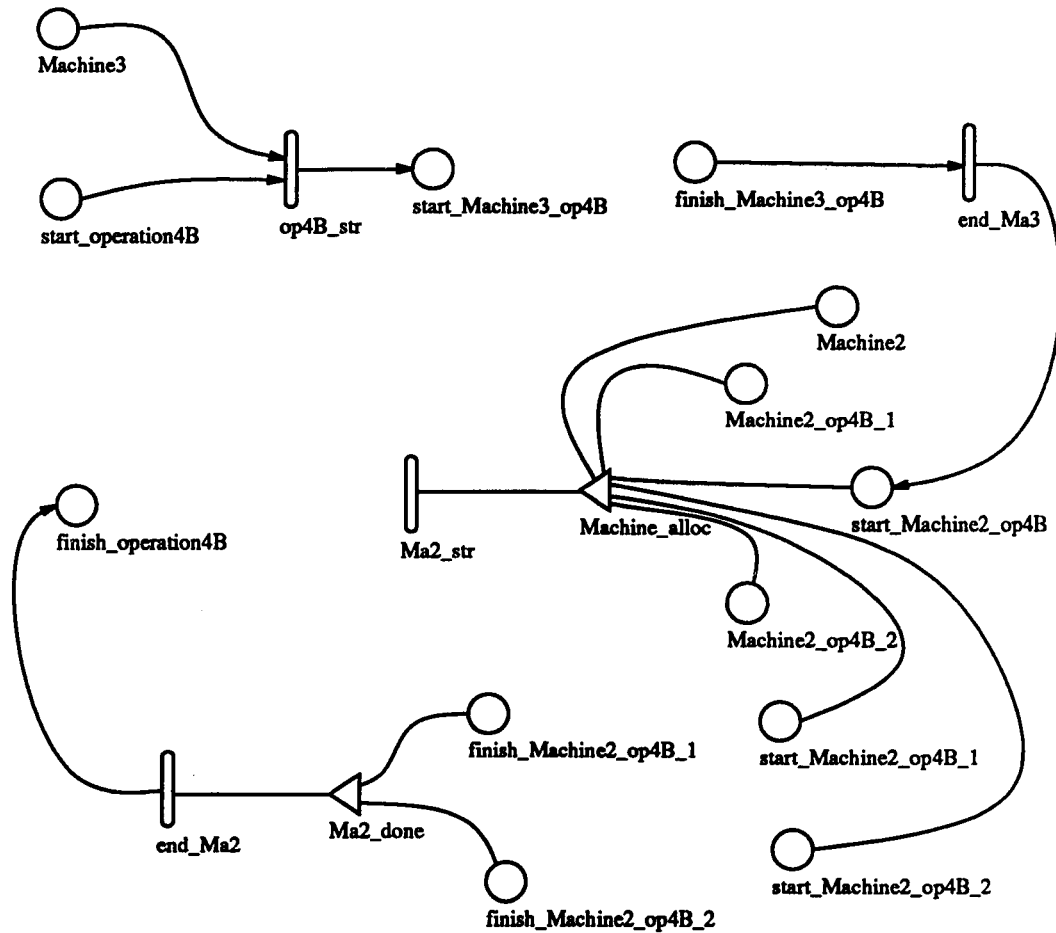 Machine3
start_operation4B
op4B_str
start_Machine3_op4B
finish_Machine3_op4B
end_Ma3
Machine2
Machine2_op4B_1
Machine_alloc
start_Machine2_op4B
finish_operation4B
Ma2_str
Machine2_op4B_2
finish_Machine2_op4B_1
start_Machine2_op4B_1
end_Ma2
Ma2_done
start_Machine2_op4B_2
finish_Machine2_op4B_2